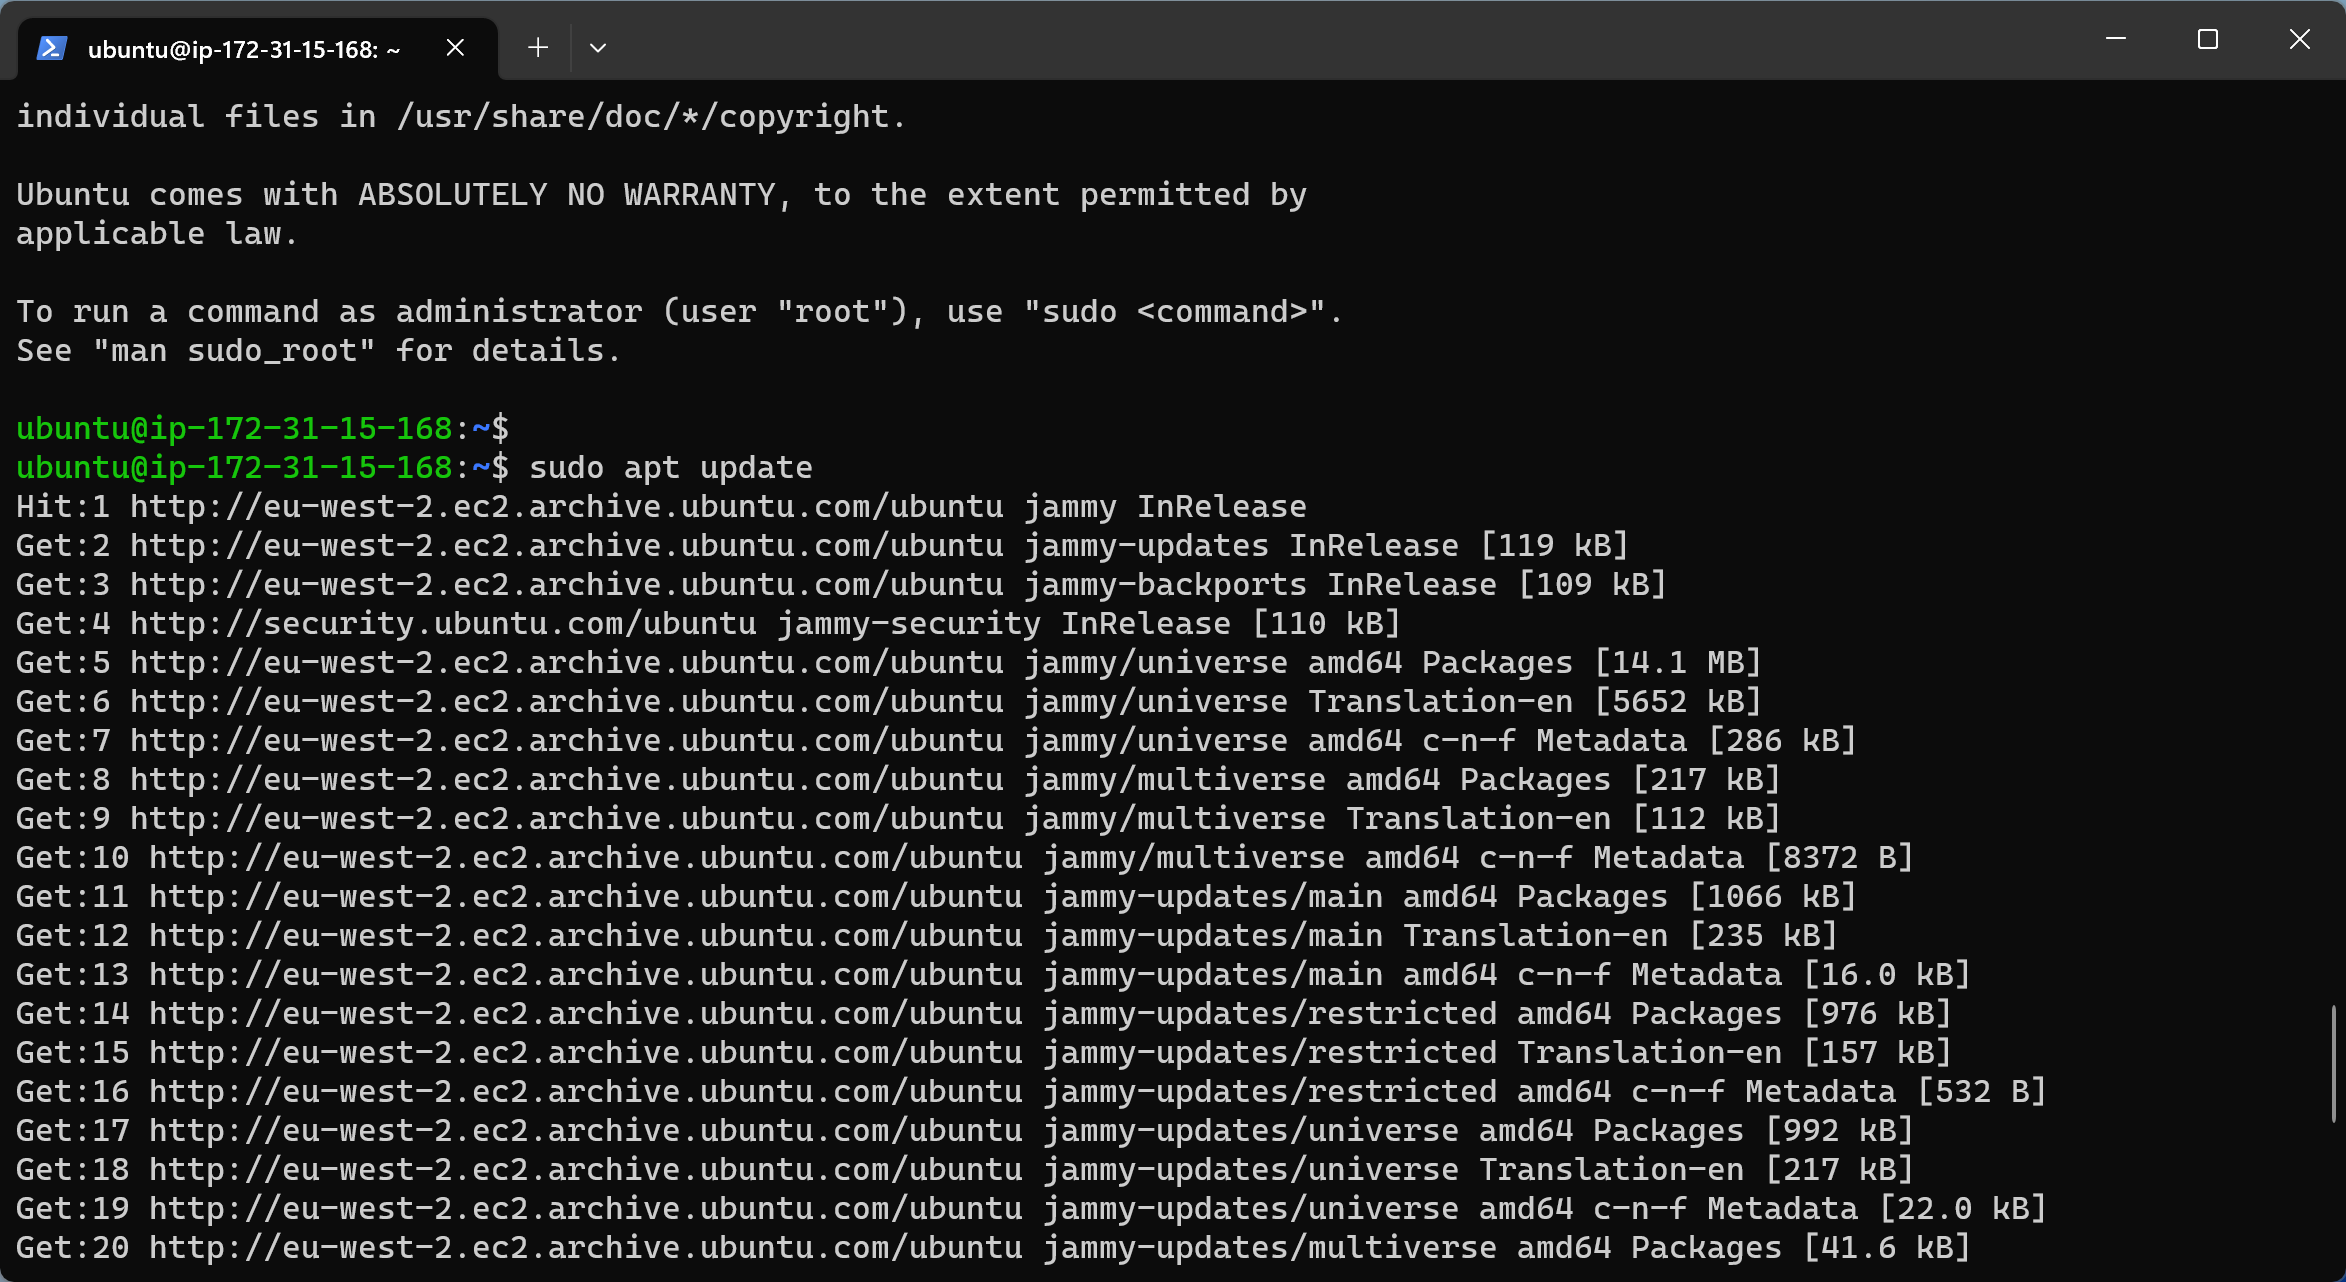 ubuntu@ip-172-31-15-168: ~
individual files in /usr/share/doc/*/copyright.
Ubuntu comes with ABSOLUTELY NO WARRANTY, to the extent permitted by
applicable law.
To run a command as administrator (user "root"), use "sudo <command>".
See "man sudo_root" for details.
ubuntu@ip-172-31-15-168:~$
ubuntu@ip-172-31-15-168:~$ sudo apt update
Hit:1 http://eu-west-2.ec2.archive.ubuntu.com/ubuntu jammy InRelease
Get:2 http://eu-west-2.ec2.archive.ubuntu.com/ubuntu jammy-updates InRelease [119 kB]
Get:3 http://eu-west-2.ec2.archive.ubuntu.com/ubuntu jammy-backports InRelease [109 kB]
Get:4 http://security.ubuntu.com/ubuntu jammy-security InRelease [110 kB]
Get:5 http://eu-west-2.ec2.archive.ubuntu.com/ubuntu jammy/universe amd64 Packages [14.1 MB]
Get:6 http://eu-west-2.ec2.archive.ubuntu.com/ubuntu jammy/universe Translation-en [5652 kB]
Get:7 http://eu-west-2.ec2.archive.ubuntu.com/ubuntu jammy/universe amd64 c-n-f Metadata [286 kB]
Get:8 http://eu-west-2.ec2.archive.ubuntu.com/ubuntu jammy/multiverse amd64 Packages [217 kB]
Get:9 http://eu-west-2.ec2.archive.ubuntu.com/ubuntu jammy/multiverse Translation-en [112 kB]
Get:10 http://eu-west-2.ec2.archive.ubuntu.com/ubuntu jammy/multiverse amd64 c-n-f Metadata [8372 B]
Get:11 http://eu-west-2.ec2.archive.ubuntu.com/ubuntu jammy-updates/main amd64 Packages [1066 kB]
Get:12 http://eu-west-2.ec2.archive.ubuntu.com/ubuntu jammy-updates/main Translation-en [235 kB]
Get:13 http://eu-west-2.ec2.archive.ubuntu.com/ubuntu jammy-updates/main amd64 c-n-f Metadata [16.0 kB]
Get:14 http://eu-west-2.ec2.archive.ubuntu.com/ubuntu jammy-updates/restricted amd64 Packages [976 kB]
Get:15 http://eu-west-2.ec2.archive.ubuntu.com/ubuntu jammy-updates/restricted Translation-en [157 kB]
Get:16 http://eu-west-2.ec2.archive.ubuntu.com/ubuntu jammy-updates/restricted amd64 c-n-f Metadata [532 B]
Get:17 http://eu-west-2.ec2.archive.ubuntu.com/ubuntu jammy-updates/universe amd64 Packages [992 kB]
Get:18 http://eu-west-2.ec2.archive.ubuntu.com/ubuntu jammy-updates/universe Translation-en [217 kB]
Get:19 http://eu-west-2.ec2.archive.ubuntu.com/ubuntu jammy-updates/universe amd64 c-n-f Metadata [22.0 kB]
Get:20 http://eu-west-2.ec2.archive.ubuntu.com/ubuntu jammy-updates/multiverse amd64 Packages [41.6 kB]